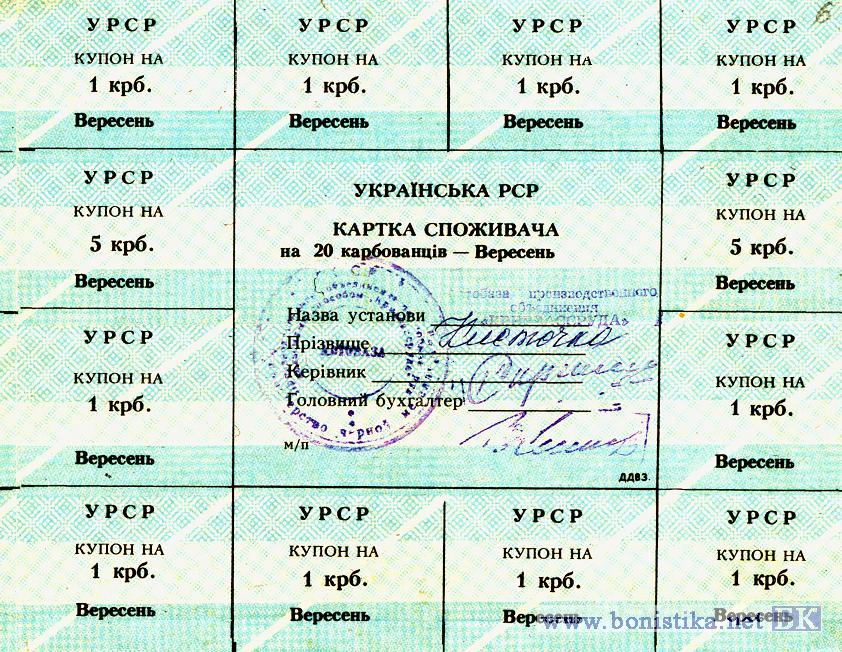 УРСР
КУПОН НА
1 крб.
Вересень
УРСР
КУПОН НА
1 крб.
Вересень
УРСР
КУПОН НА
1 крб.
Вересень
УРСР
КУПОН НА
1 крб.
Вересень
6
УРСР
КУПОН НА
5 крб.
Вересень
УКРАЇНСЬКА РСР
КАРТКА СПОЖИВАЧА
на 20 карбованців — Вересень
УРСР
КУПОН НА
5 крб.
Вересень
производственного
объединения
Назва установи
Прізвище
Керівник
Головний бухгалтер
м/п
ДДВЗ.
черной
УРСР
КУПОН НА
1 крб.
Вересень
УРСР
КУПОН НА
1 крб.
Вересень
УРСР
КУПОН НА
1 крб.
Вересень
УРСР
КУПОН НА
1 крб.
Вересень
УРСР
КУПОН НА
1 крб.
Вересень
УРСР
КУПОН НА
1 крб.
Вересень
www.bonistika.net